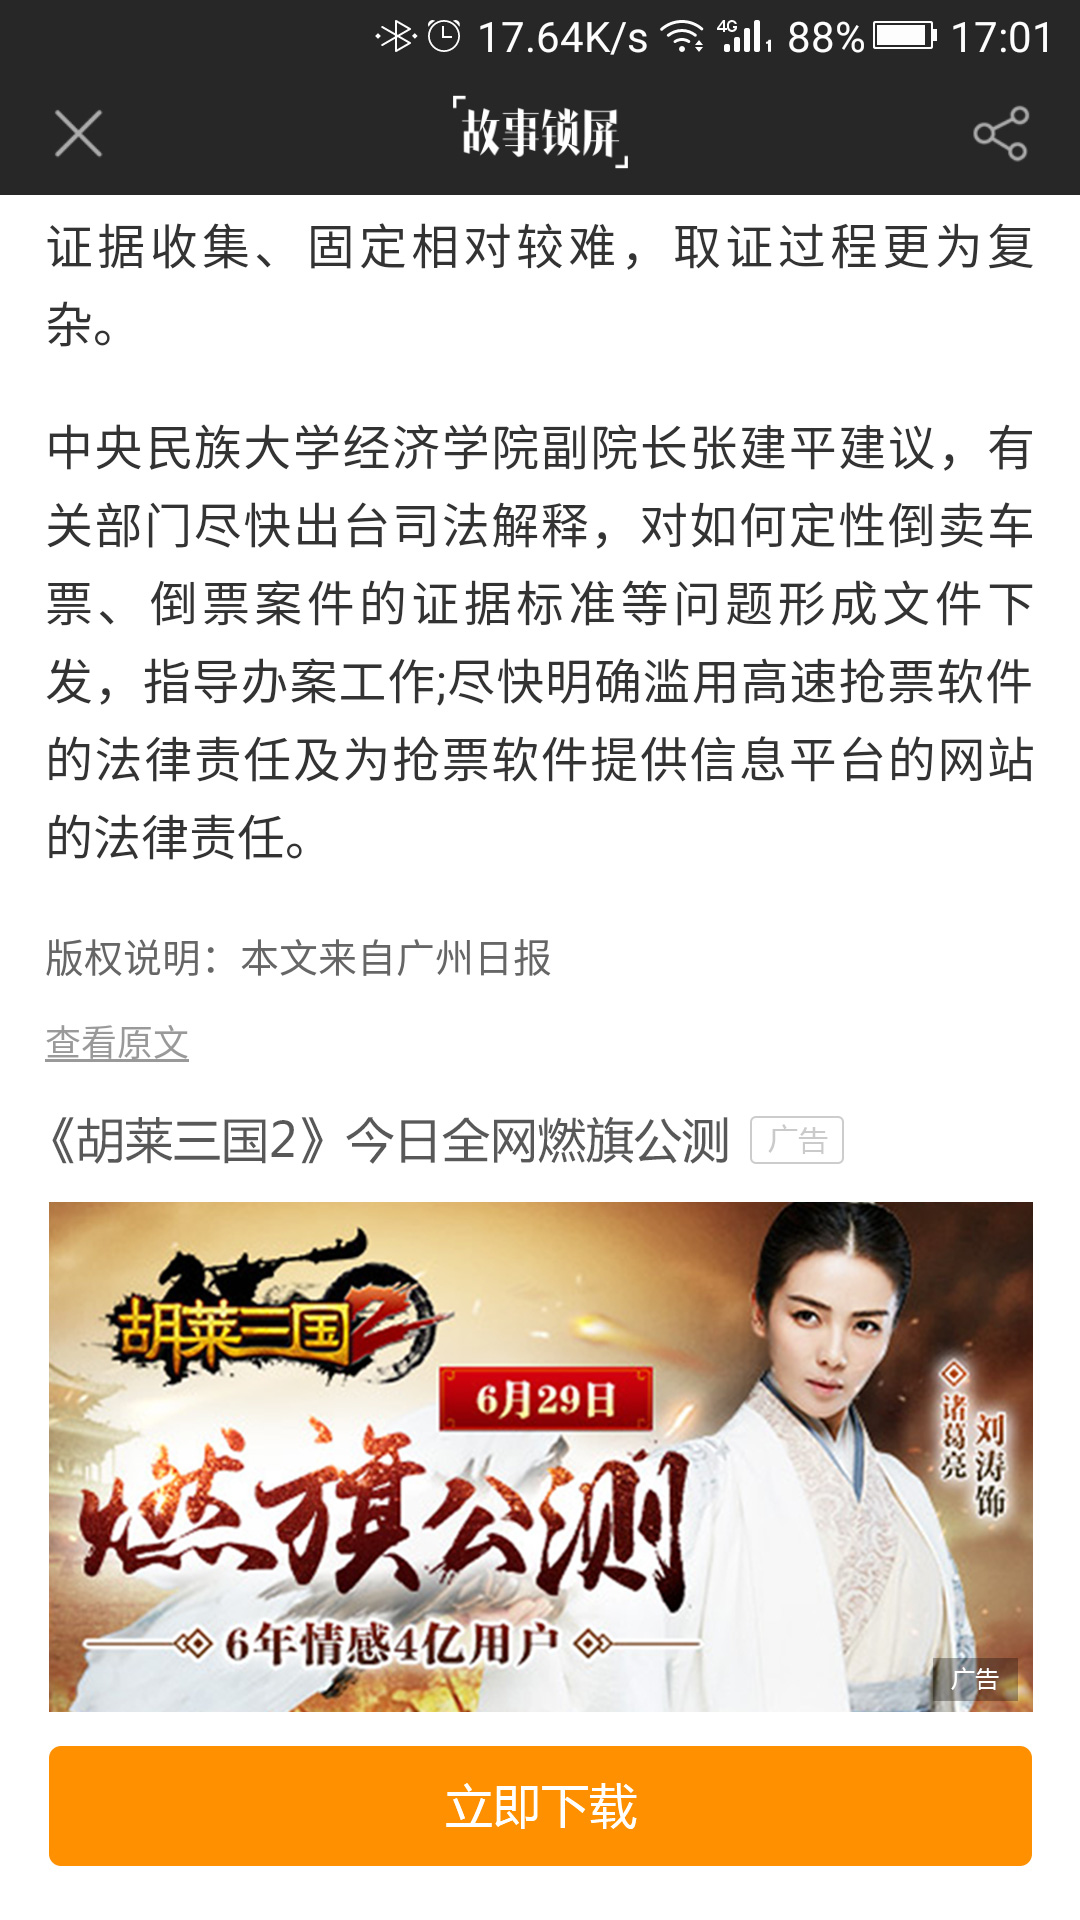 17.64K/s 4G 1 88% 17:01
「故事锁屏」
证据收集、固定相对较难，取证过程更为复
杂。
中央民族大学经济学院副院长张建平建议，有
关部门尽快出台司法解释，对如何定性倒卖车
票、倒票案件的证据标准等问题形成文件下
发，指导办案工作;尽快明确滥用高速抢票软件
的法律责任及为抢票软件提供信息平台的网站
的法律责任。
版权说明：本文来自广州日报
查看原文
《胡莱三国2》今日全网燃旗公测 广告
胡莱三国2
6月29日
燃旗公测
6年情感4亿用户
刘涛饰
诸葛亮
广告
立即下载